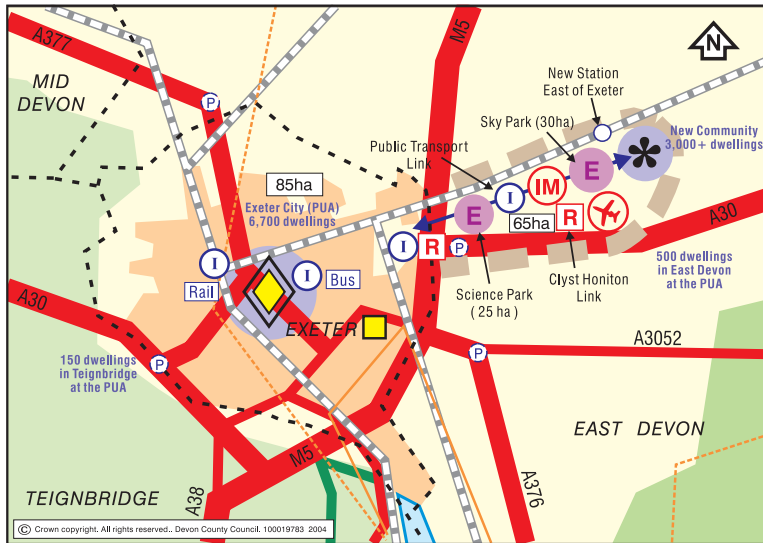 A377
M5
N
MID
DEVON
P
New Station
East of Exeter
Sky Park (30ha)
New Community
3,000+ dwellings
Public Transport
Link
85ha
Exeter City (PUA)
6,700 dwellings
E
IM
I
E
65ha
R
A30
I
R
P
I
Rail
I
Bus
500 dwellings
in East Devon
at the PUA
Clyst Honiton
Link
Science Park
( 25 ha )
A30
EXETER
150 dwellings
in Teignbridge
at the PUA
P
P
A3052
EAST DEVON
M5
A38
A376
TEIGNBRIDGE
© Crown copyright. All rights reserved.. Devon County Council. 100019783 2004